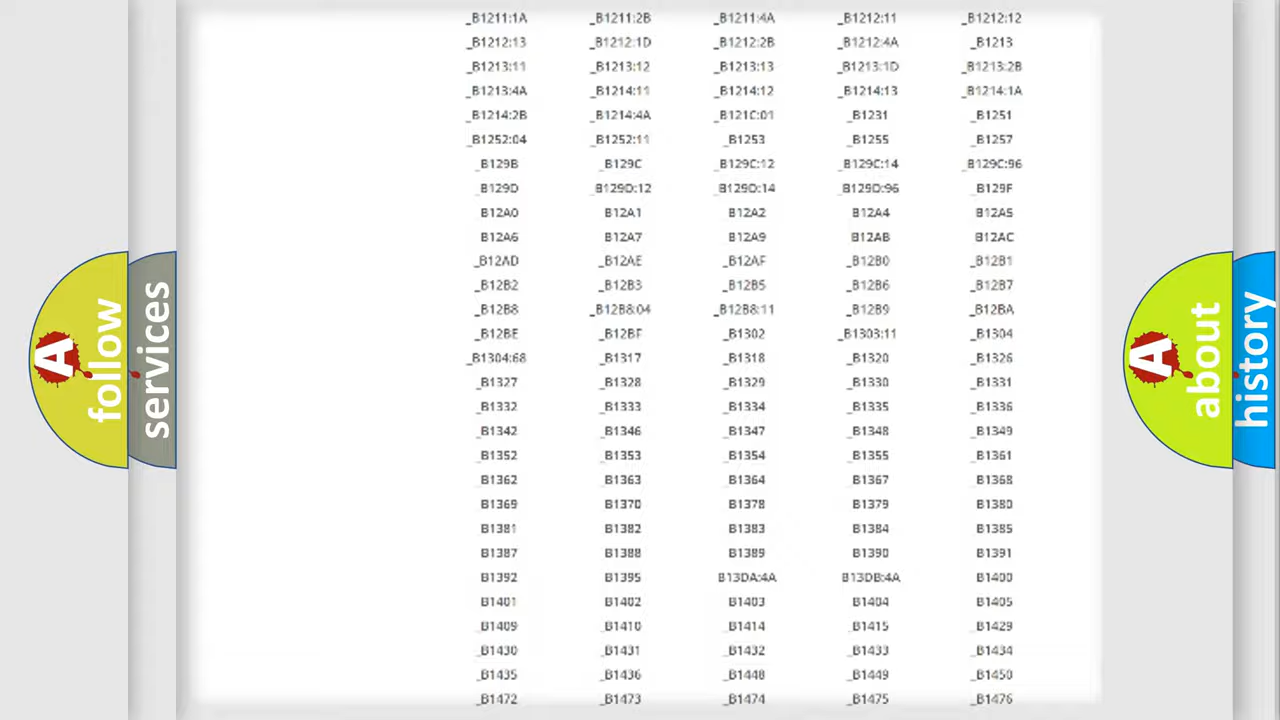 _B1211:1A _B1211:2B _B1211:4A _B1212:11 _B1212:12
_B1212:13 _B1212:1D _B1212:2B _B1212:4A _B1213
_B1213:11 _B1213:12 _B1213:13 _B1213:1D _B1213:2B
_B1213:4A _B1214:11 _B1214:12 _B1214:13 _B1214:1A
_B1214:2B _B1214:4A _B121C:01 _B1231 _B1251
_B1252:04 _B1252:11 _B1253 _B1255 _B1257
_B129B _B129C _B129C:12 _B129C:14 _B129C:96
_B129D _B129D:12 _B129D:14 _B129D:96 _B129F
B12A0 B12A1 B12A2 B12A4 B12A5
B12A6 B12A7 B12A9 B12AB B12AC
_B12AD _B12AE _B12AF _B12B0 _B12B1
_B12B2 _B12B3 _B12B5 _B12B6 _B12B7
_B12B8 _B12B8:04 _B12B8:11 _B12B9 _B12BA
_B12BE _B12BF _B1302 _B1303:11 _B1304
_B1304:68 _B1317 _B1318 _B1320 _B1326
_B1327 _B1328 _B1329 _B1330 _B1331
_B1332 _B1333 _B1334 _B1335 _B1336
_B1342 _B1346 _B1347 _B1348 _B1349
_B1352 _B1353 _B1354 _B1355 _B1361
_B1362 _B1363 _B1364 _B1367 _B1368
B1369 B1370 B1378 B1379 B1380
B1381 B1382 B1383 B1384 B1385
B1387 B1388 B1389 B1390 B1391
B1392 B1395 B13DA:4A B13DB:4A B1400
B1401 B1402 B1403 B1404 B1405
_B1409 _B1410 _B1414 _B1415 _B1429
_B1430 _B1431 _B1432 _B1433 _B1434
_B1435 _B1436 _B1448 _B1449 _B1450
_B1472 _B1473 _B1474 _B1475 _B1476
A follow
services
A about
history